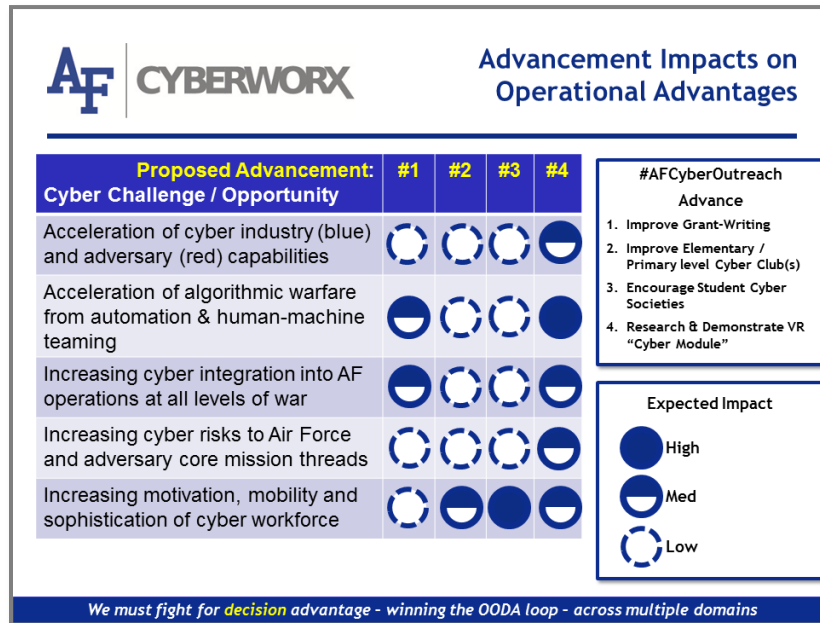 AF CYBERWORX
Advancement Impacts on
Operational Advantages
Proposed Advancement: #1 #2 #3 #4
Cyber Challenge / Opportunity
Acceleration of cyber industry (blue)
and adversary (red) capabilities
Acceleration of algorithmic warfare
from automation & human-machine
teaming
Increasing cyber integration into AF
operations at all levels of war
Increasing cyber risks to Air Force
and adversary core mission threads
Increasing motivation, mobility and
sophistication of cyber workforce
#AFCyberOutreach
Advance
1. Improve Grant-Writing
2. Improve Elementary /
Primary level Cyber Club(s)
3. Encourage Student Cyber
Societies
4. Research & Demonstrate VR
“Cyber Module”
Expected Impact
High
Med
Low
We must fight for decision advantage - winning the OODA loop - across multiple domains